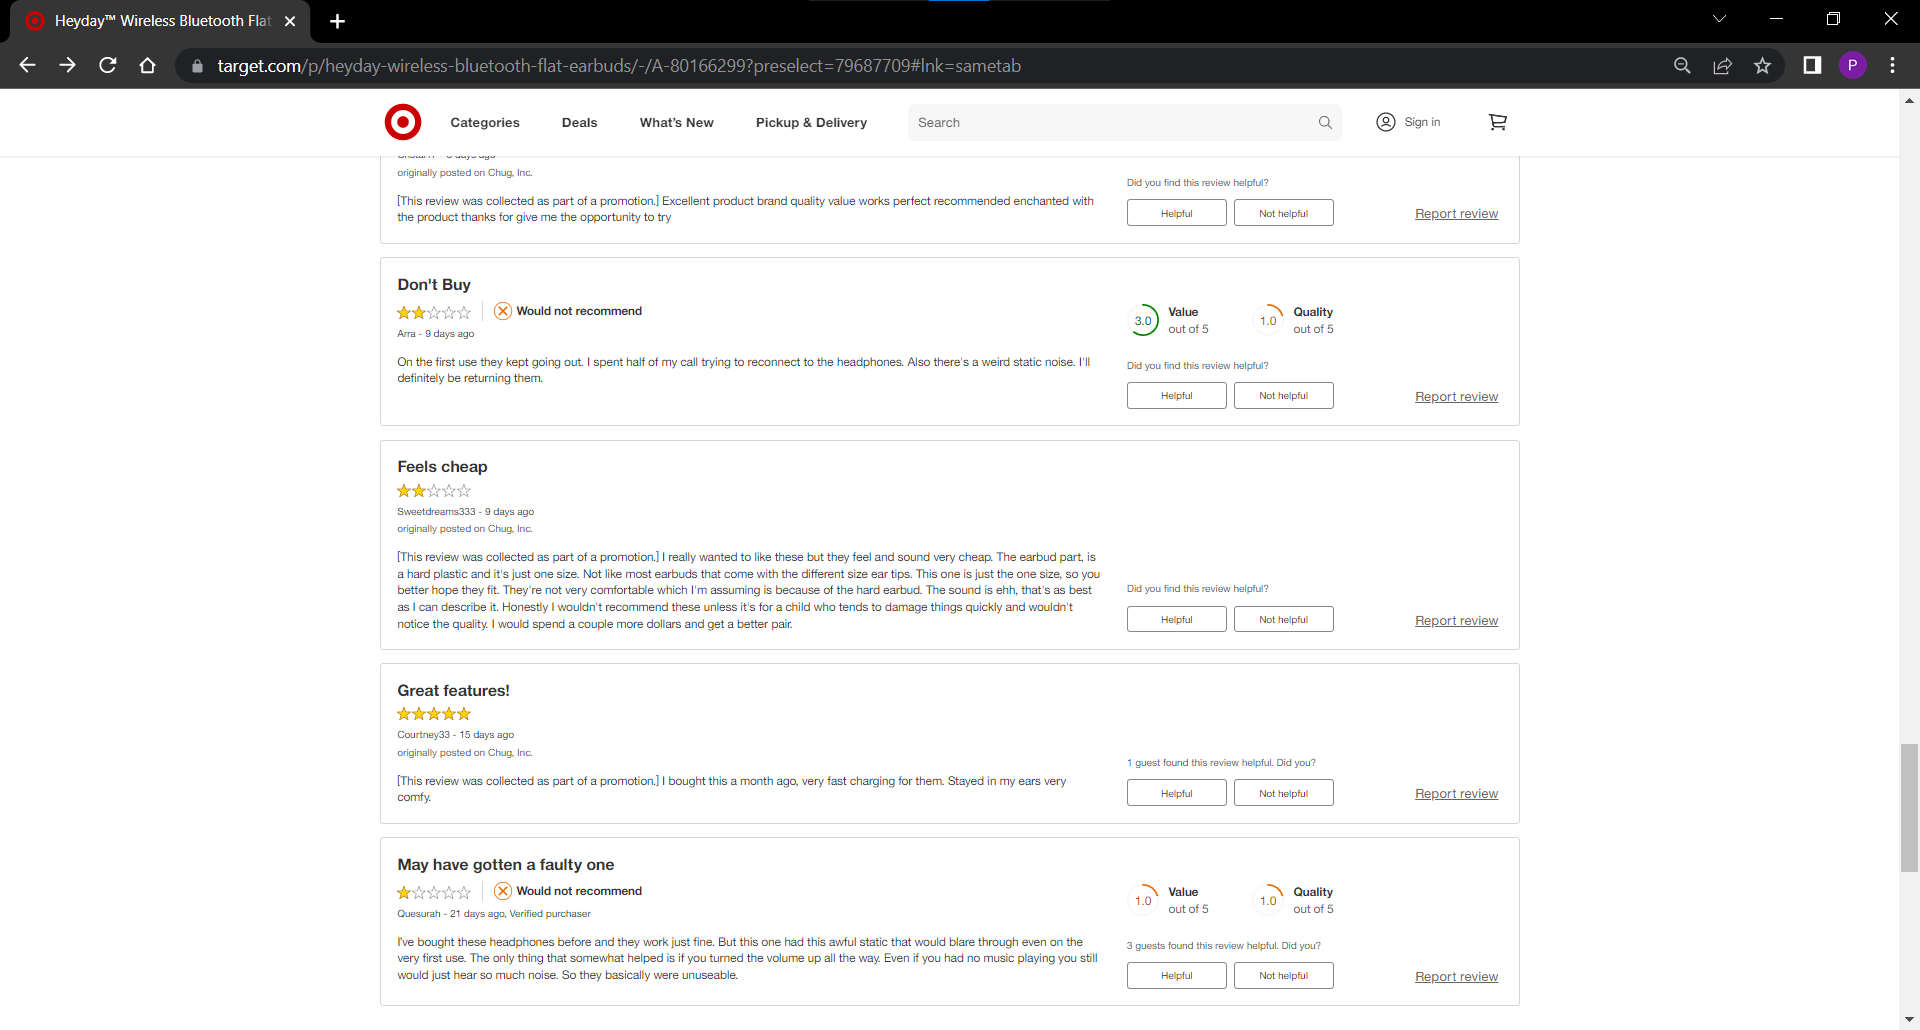 Heyday™ Wireless Bluetooth Flat
target.com/p/heyday-wireless-bluetooth-flat-earbuds/-/A-80166299?preselect=79687709#lnk=sametab
P
Categories
Deals
What's New
Pickup & Delivery
Search
Sign in
originally posted on Chug, Inc.
[This review was collected as part of a promotion.] Excellent product brand quality value works perfect recommended enchanted with
the product thanks for give me the opportunity to try
Did you find this review helpful?
Helpful
Not helpful
Report review
Don't Buy
Would not recommend
Arra - 9 days ago
On the first use they kept going out. I spent half of my call trying to reconnect to the headphones. Also there's a weird static noise. I'll
definitely be returning them.
3.0
Value
out of 5
1.0
Quality
out of 5
Did you find this review helpful?
Helpful
Not helpful
Report review
Feels cheap
Sweetdreams333 - 9 days ago
originally posted on Chug, Inc.
[This review was collected as part of a promotion.] I really wanted to like these but they feel and sound very cheap. The earbud part, is
a hard plastic and it's just one size. Not like most earbuds that come with the different size ear tips. This one is just the one size, so you
better hope they fit. They're not very comfortable which I'm assuming is because of the hard earbud. The sound is ehh, that's as best
as I can describe it. Honestly I wouldn't recommend these unless it's for a child who tends to damage things quickly and wouldn't
notice the quality. I would spend a couple more dollars and get a better pair.
Did you find this review helpful?
Helpful
Not helpful
Report review
Great features!
Courtney33 - 15 days ago
originally posted on Chug, Inc.
[This review was collected as part of a promotion.] I bought this a month ago, very fast charging for them. Stayed in my ears very
comfy.
1 guest found this review helpful. Did you?
Helpful
Not helpful
Report review
May have gotten a faulty one
Would not recommend
Quesurah - 21 days ago, Verified purchaser
I've bought these headphones before and they work just fine. But this one had this awful static that would blare through even on the
very first use. The only thing that somewhat helped is if you turned the volume up all the way. Even if you had no music playing you still
would just hear so much noise. So they basically were unuseable.
1.0
Value
out of 5
1.0
Quality
out of 5
3 guests found this review helpful. Did you?
Helpful
Not helpful
Report review